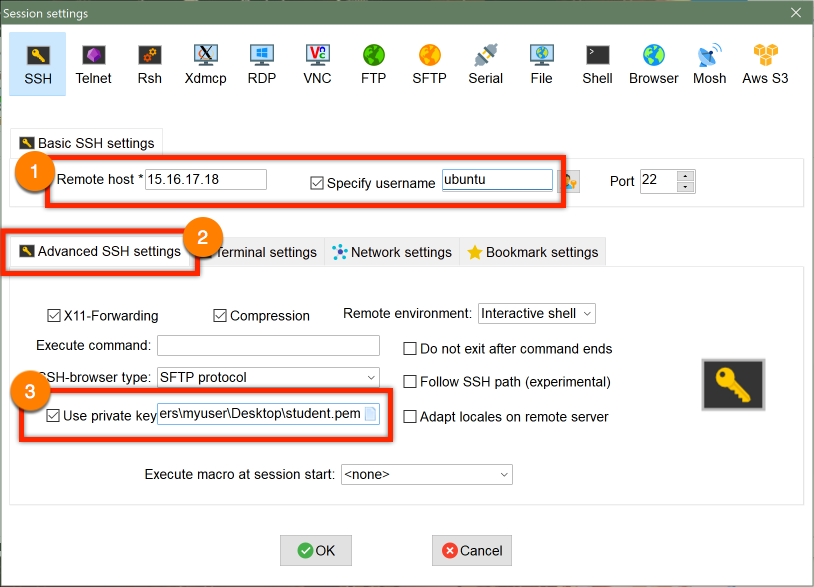 Session settings
SSH Telnet Rsh Xdmcp RDP VNC FTP SFTP Serial File Shell Browser Mosh Aws S3
Basic SSH settings
1
Remote host * 15.16.17.18 Specify username ubuntu Port 22
2
Advanced SSH settings Terminal settings Network settings Bookmark settings
X11-Forwarding Compression Remote environment: Interactive shell
Execute command: Do not exit after command ends
SSH-browser type: SFTP protocol Follow SSH path (experimental)
3
Use private key ers\myuser\Desktop\student.pem Adapt locales on remote server
Execute macro at session start: <none>
OK Cancel